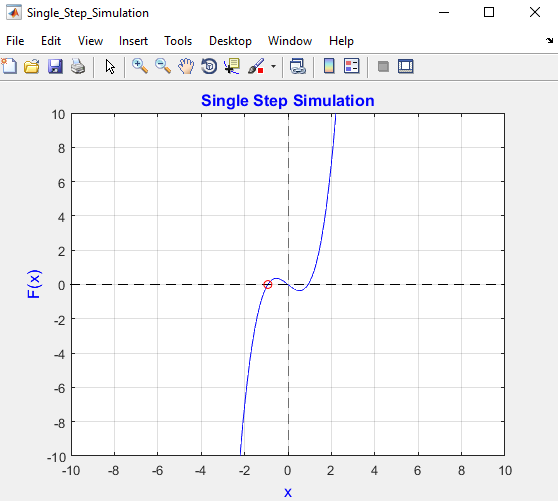 Single_Step_Simulation
File Edit View Insert Tools Desktop Window Help
Single Step Simulation
10
8
6
4
2
0
-2
-4
-6
-8
-10
F(x)
-10 -8 -6 -4 -2 0 2 4 6 8 10
x